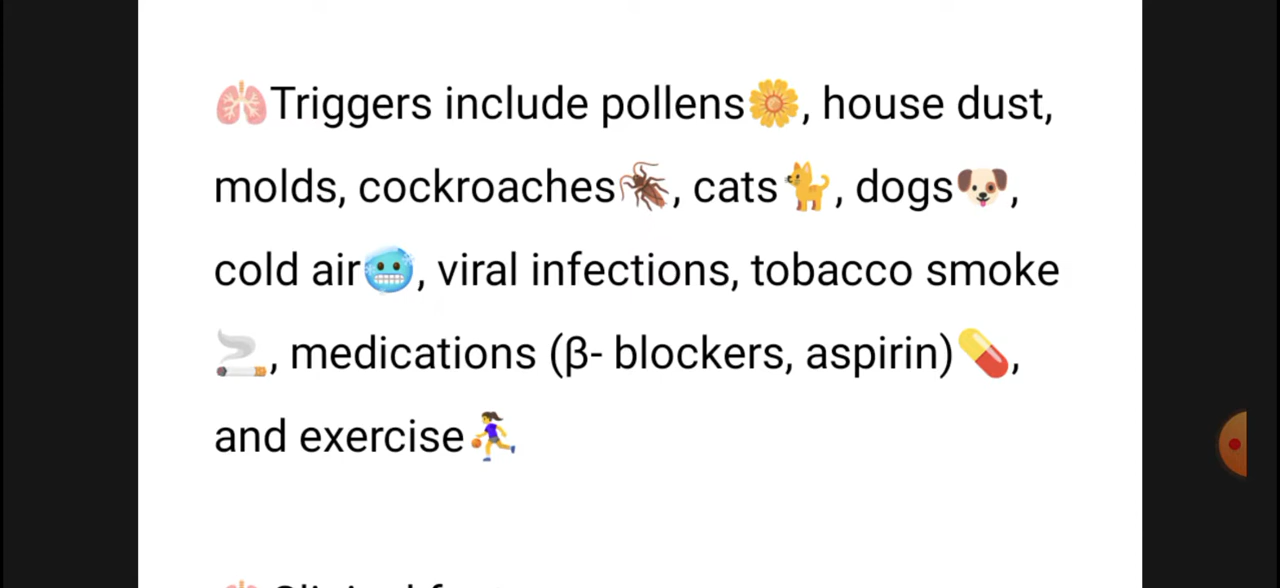 🫁Triggers include pollens🌼, house dust,
molds, cockroaches🪳, cats🐈, dogs🐶,
cold air🥶, viral infections, tobacco smoke
🚬, medications (β- blockers, aspirin)💊,
and exercise⛹️‍♀️